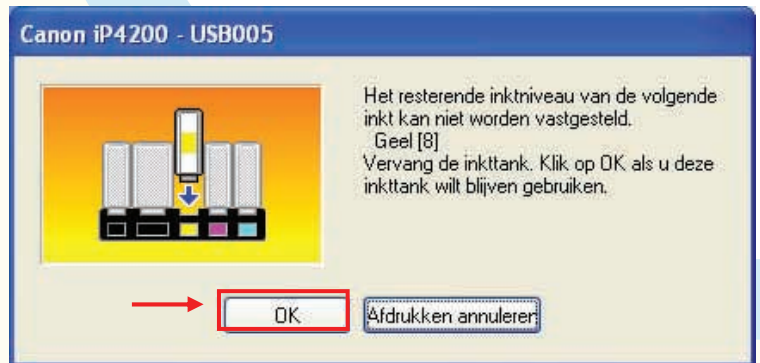 Canon iP4200 - USB005
Het resterende inktniveau van de volgende
inkt kan niet worden vastgesteld.
Geel [8]
Vervang de inkttank. Klik op OK als u deze
inkttank wilt blijven gebruiken.
OK
Afdrukken annuleren